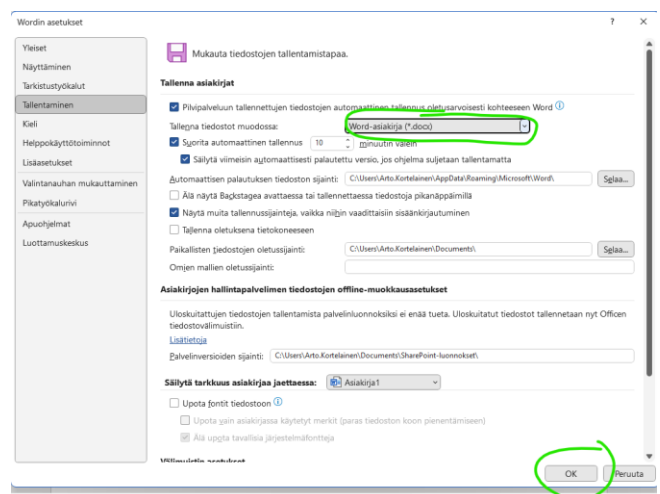 Wordin asetukset
Yleiset
Näyttäminen
Tarkistustyökalut
Tallentaminen
Kieli
Helppokäyttötoiminnot
Lisäasetukset
Valintanauhan mukauttaminen
Pikatyökalurivi
Apuohjelmat
Luottamuskeskus
Mukauta tiedostojen tallentamistapaa.
Tallenna asiakirjat
Pilvipalveluun tallennettujen tiedostojen automaattinen tallennus oletusarvoisesti kohteeseen Word
Tallenna tiedostot muodossa: Word-asiakirja (*.docx)
Suorita automaattinen tallennus 10 minuutin välein
Säilytä viimeisin automaattisesti palautettu versio, jos ohjelma suljetaan tallentamatta
Automaattisen palautuksen tiedoston sijainti: C:\Users\Arto.Kortelainen\AppData\Roaming\Microsoft\Word\ Selaa...
Älä näytä Backstagea avattaessa tai tallennettaessa tiedostoja pikanäppäimillä
Näytä muita tallennussijainteja, vaikka niihin vaadittaisiin sisäänkirjautuminen
Tallenna oletuksena tietokoneeseen
Paikallisten tiedostojen oletussijainti: C:\Users\Arto.Kortelainen\Documents\ Selaa...
Omien mallien oletussijainti:
Asiakirjojen hallintapalvelimen tiedostojen offline-muokkausasetukset
Uloskuitattujen tiedostojen tallentamista palvelinluonnoksiksi ei enää tueta. Uloskuitatut tiedostot tallennetaan nyt Officen
tiedostovälimuistiin.
Lisätietoja
Palvelinversioiden sijainti: C:\Users\Arto.Kortelainen\Documents\SharePoint-luonnokset\
Säilytä tarkkuus asiakirjaa jaettaessa: Asiakirja1
Upota fontit tiedostoon
Upota vain asiakirjassa käytetyt merkit (paras tiedoston koon pienentämiseen)
Älä upota tavallisia järjestelmäfontteja
Välimuistin asetukset
OK Peruuta